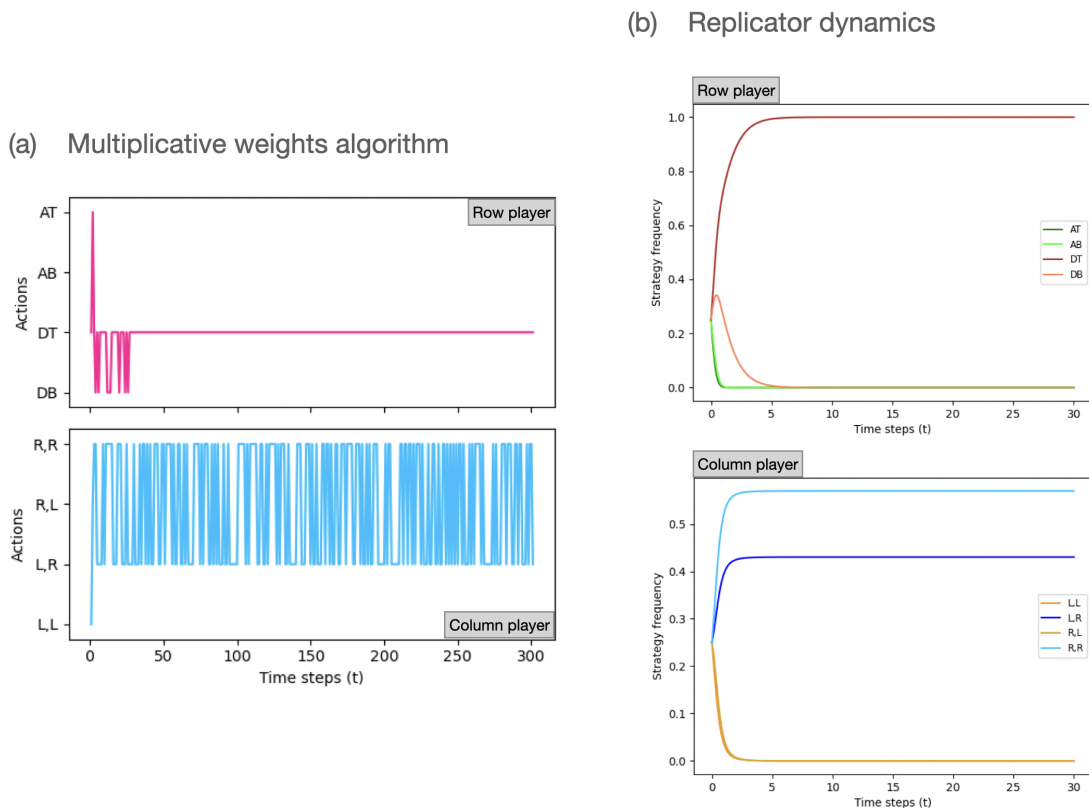 (a) Multiplicative weights algorithm
Row player
AT
AB
DT
DB
Actions
R,R
R,L
L,R
L,L
Actions
Column player
0 50 100 150 200 250 300
Time steps (t)
(b) Replicator dynamics
Row player
1.0
0.8
0.6
0.4
0.2
0.0
Strategy frequency
AT
AB
DT
DB
0 5 10 15 20 25 30
Time steps (t)
Column player
0.5
0.4
0.3
0.2
0.1
0.0
Strategy frequency
L,L
L,R
R,L
R,R
0 5 10 15 20 25 30
Time steps (t)